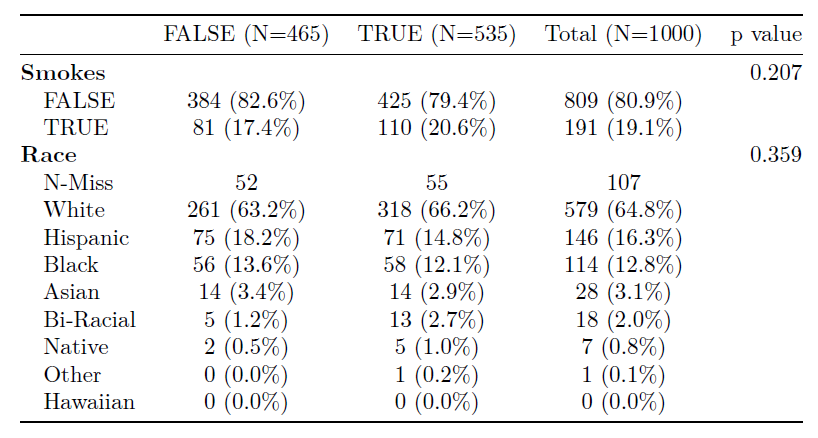 FALSE (N=465) TRUE (N=535) Total (N=1000) p value
Smokes 0.207
FALSE 384 (82.6%) 425 (79.4%) 809 (80.9%)
TRUE 81 (17.4%) 110 (20.6%) 191 (19.1%)
Race 0.359
N-Miss 52 55 107
White 261 (63.2%) 318 (66.2%) 579 (64.8%)
Hispanic 75 (18.2%) 71 (14.8%) 146 (16.3%)
Black 56 (13.6%) 58 (12.1%) 114 (12.8%)
Asian 14 (3.4%) 14 (2.9%) 28 (3.1%)
Bi-Racial 5 (1.2%) 13 (2.7%) 18 (2.0%)
Native 2 (0.5%) 5 (1.0%) 7 (0.8%)
Other 0 (0.0%) 1 (0.2%) 1 (0.1%)
Hawaiian 0 (0.0%) 0 (0.0%) 0 (0.0%)